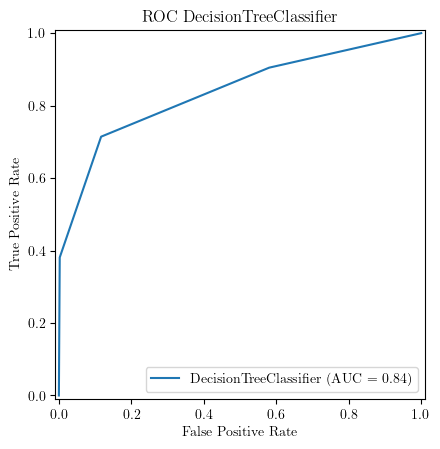 ROC DecisionTreeClassifier
1.0
0.8
0.6
0.4
0.2
0.0
True Positive Rate
DecisionTreeClassifier (AUC = 0.84)
0.0 0.2 0.4 0.6 0.8 1.0
False Positive Rate